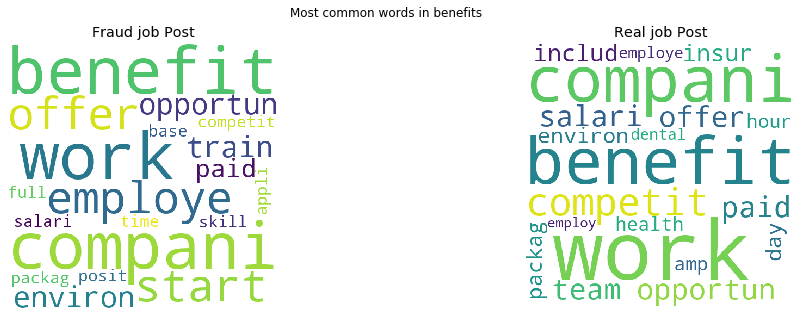 Most common words in benefits
Fraud job Post
benefit
offer opportun
base competit
work train
paid
full employe appli
salari time skill
compani
packag posit start
environ
Real job Post
includ employe insur
compani
salari offer hour
environ dental
benefit
competit paid
employ health
packag work day
amp
team opportun